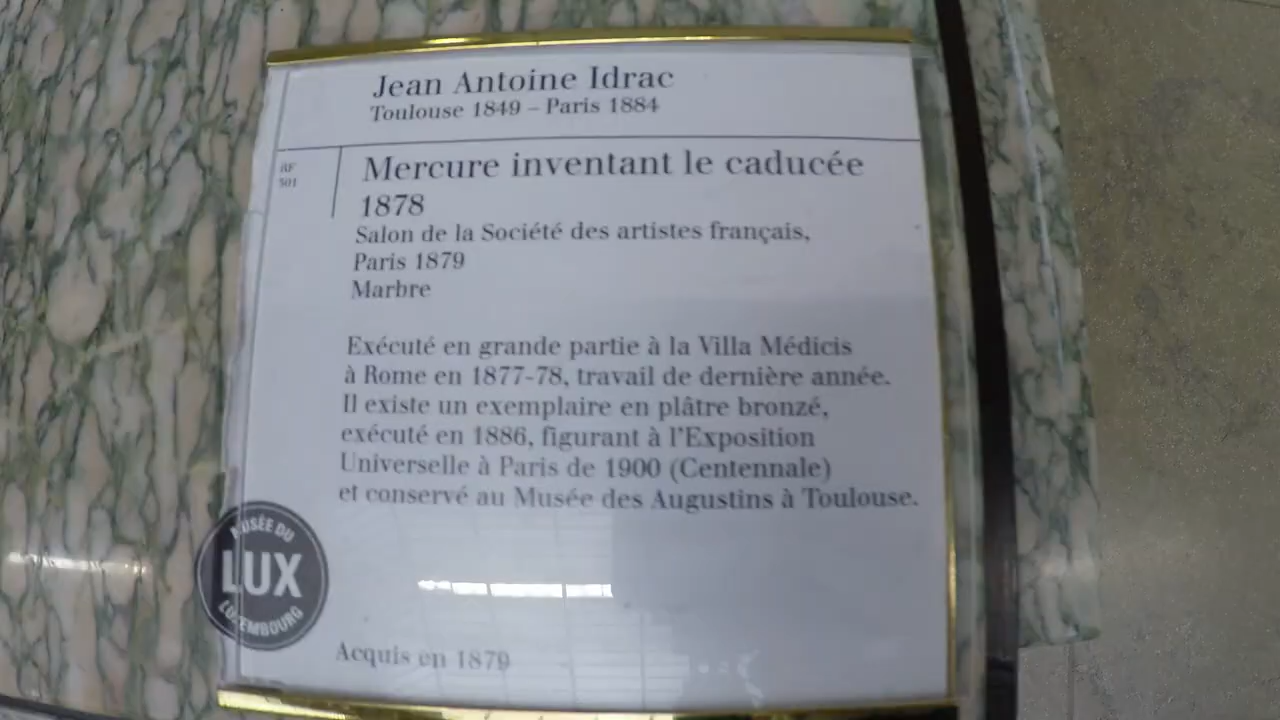 Jean Antoine Idrac
Toulouse 1849 – Paris 1884
RF
501
Mercure inventant le caducée
1878
Salon de la Société des artistes français,
Paris 1879
Marbre
Exécuté en grande partie à la Villa Médicis
à Rome en 1877-78, travail de dernière année.
Il existe un exemplaire en plâtre bronzé,
exécuté en 1886, figurant à l'Exposition
Universelle à Paris de 1900 (Centennale)
et conservé au Musée des Augustins à Toulouse.
MUSÉE DU
LUX
LUXEMBOURG
Acquis en 1879